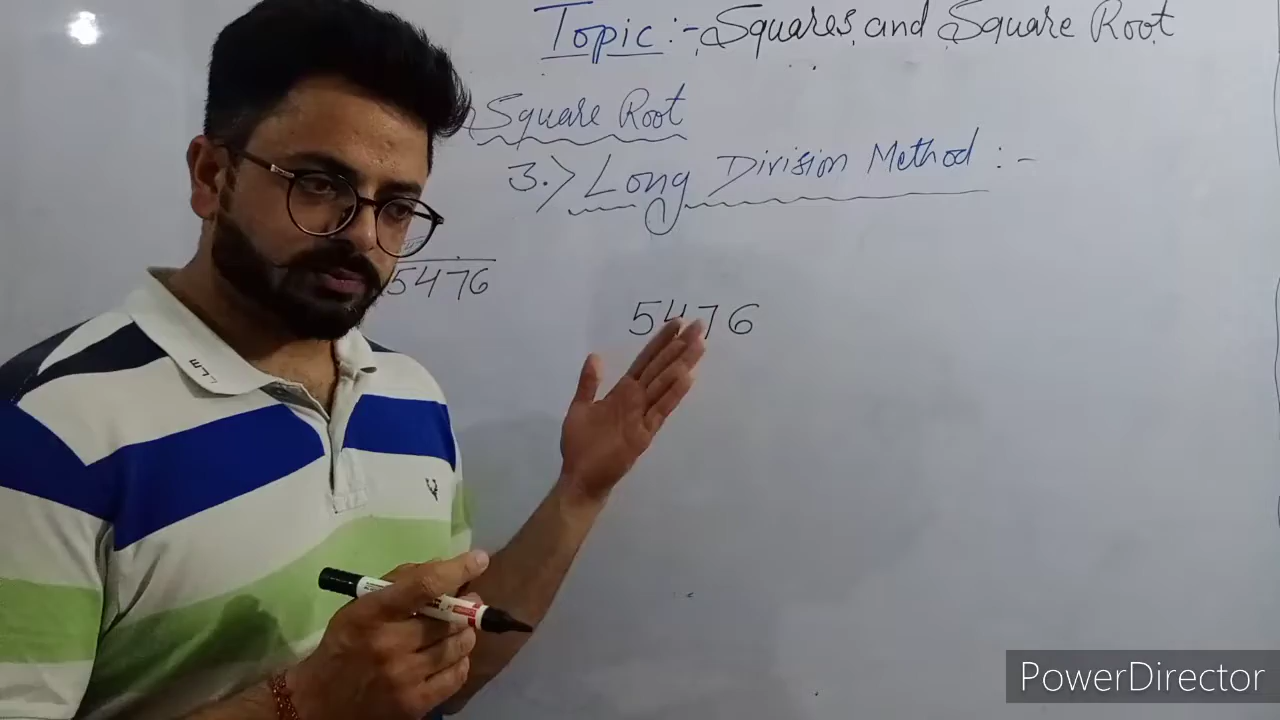 Topic :- Squares and Square Root
Square Root
3.> Long Division Method :-
5476
5476
PowerDirector